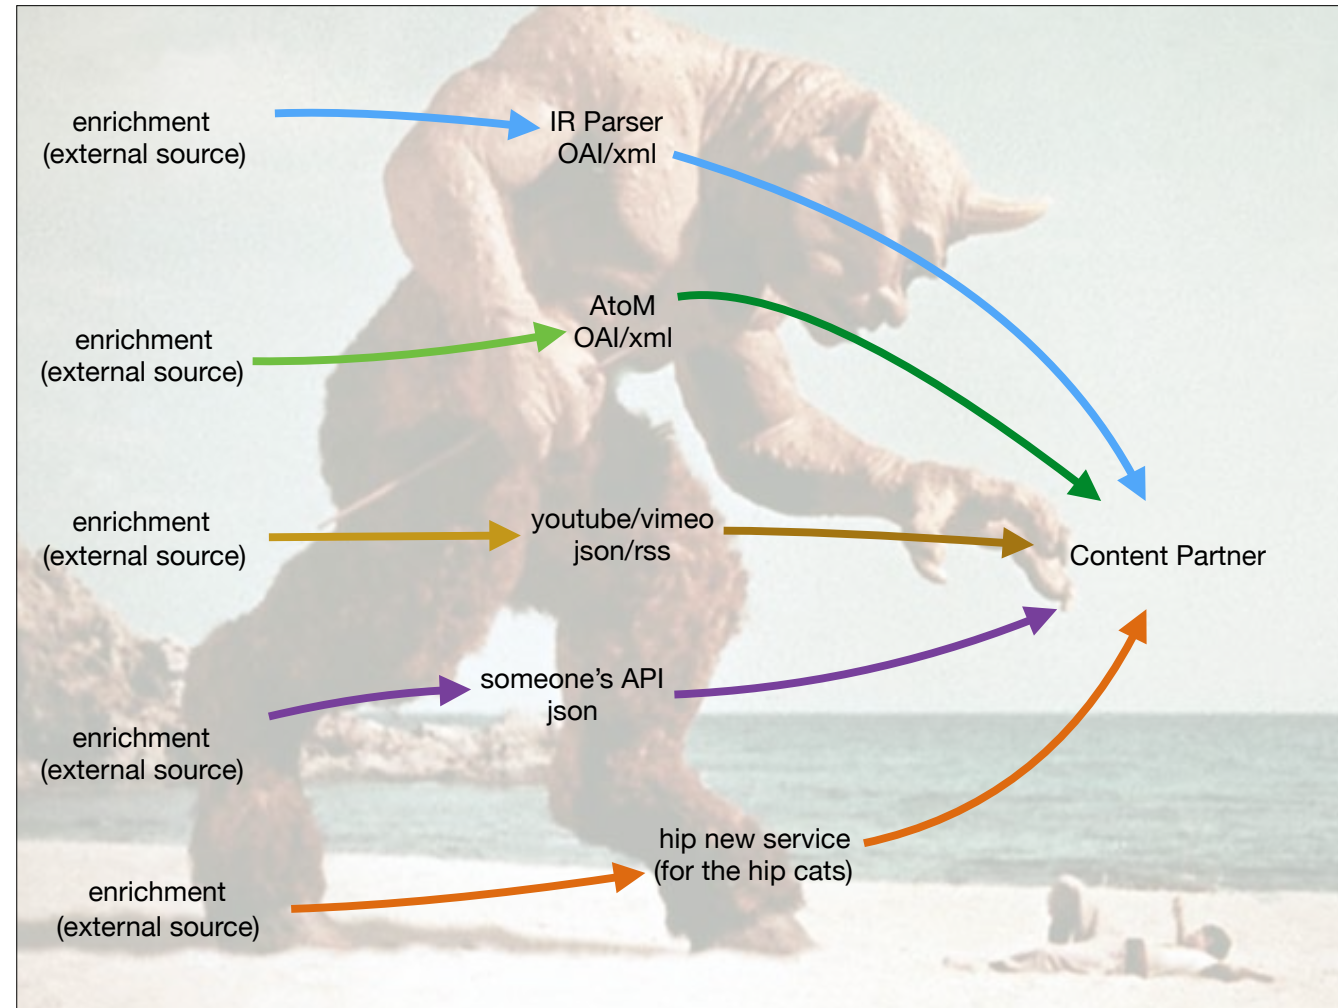 enrichment
(external source)
IR Parser
OAI/xml
enrichment
(external source)
AtoM
OAI/xml
enrichment
(external source)
youtube/vimeo
json/rss
Content Partner
enrichment
(external source)
someone’s API
json
enrichment
(external source)
hip new service
(for the hip cats)